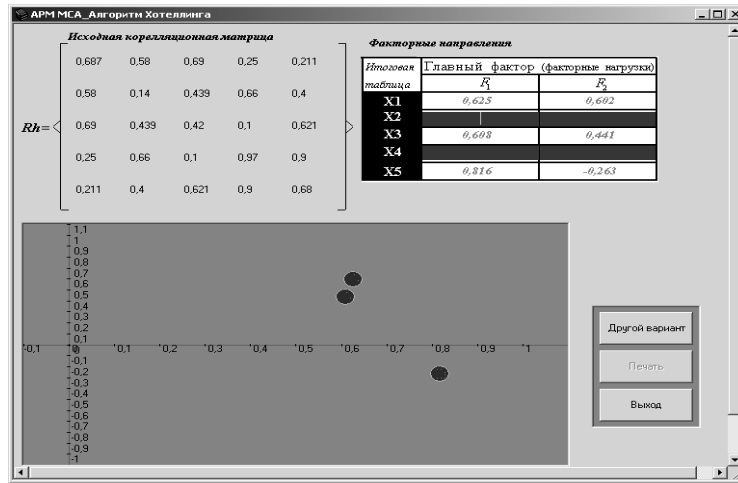 АРМ МСА_Алгоритм Хотеллинга
Исходная корелляционная матрица
0,687 0,58 0,69 0,25 0,211
0,58 0,14 0,439 0,66 0,4
Rh= 0,69 0,439 0,42 0,1 0,621
0,25 0,66 0,1 0,97 0,9
0,211 0,4 0,621 0,9 0,68
Факторные направления
Итоговая таблица Главный фактор (факторные нагрузки)
F1 F2
X1 0,625 0,602
X2
X3 0,608 0,441
X4
X5 0,816 -0,263
1,1
1
0,9
0,8
0,7
0,6
0,5
0,4
0,3
0,2
0,1
-0,1 0 0,1 0,2 0,3 0,4 0,5 0,6 0,7 0,8 0,9 1
-0,1
-0,2
-0,3
-0,4
-0,5
-0,6
-0,7
-0,8
-0,9
-1
Другой вариант
Печать
Выход